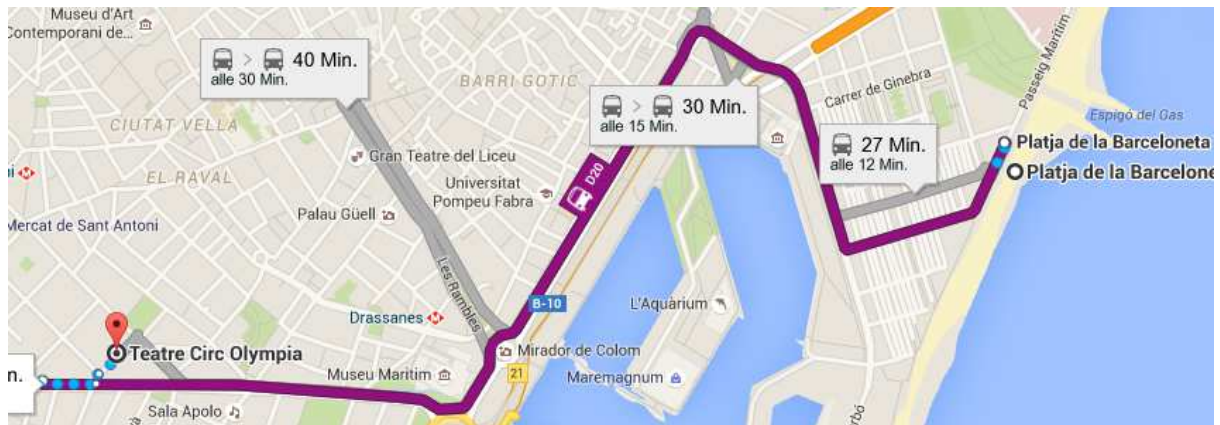 Museu d'Art
Contemporani de...
> 40 Min.
alle 30 Min.
BARRI GÒTIC
Carrer de Ginebra
Passeig Marítim
> 30 Min.
alle 15 Min.
Espigó del Gas
CIUTAT VELLA
27 Min.
alle 12 Min.
Platja de la Barceloneta
Gran Teatre del Liceu
EL RAVAL
D20
Platja de la Barcelone
Universitat
Pompeu Fabra
Palau Güell
Mercat de Sant Antoni
Les Rambles
B-10
L'Aquàrium
Drassanes
Teatre Circ Olympia
Mirador de Colom
Museu Marítim
21
Maremagnum
n.
Sala Apolo